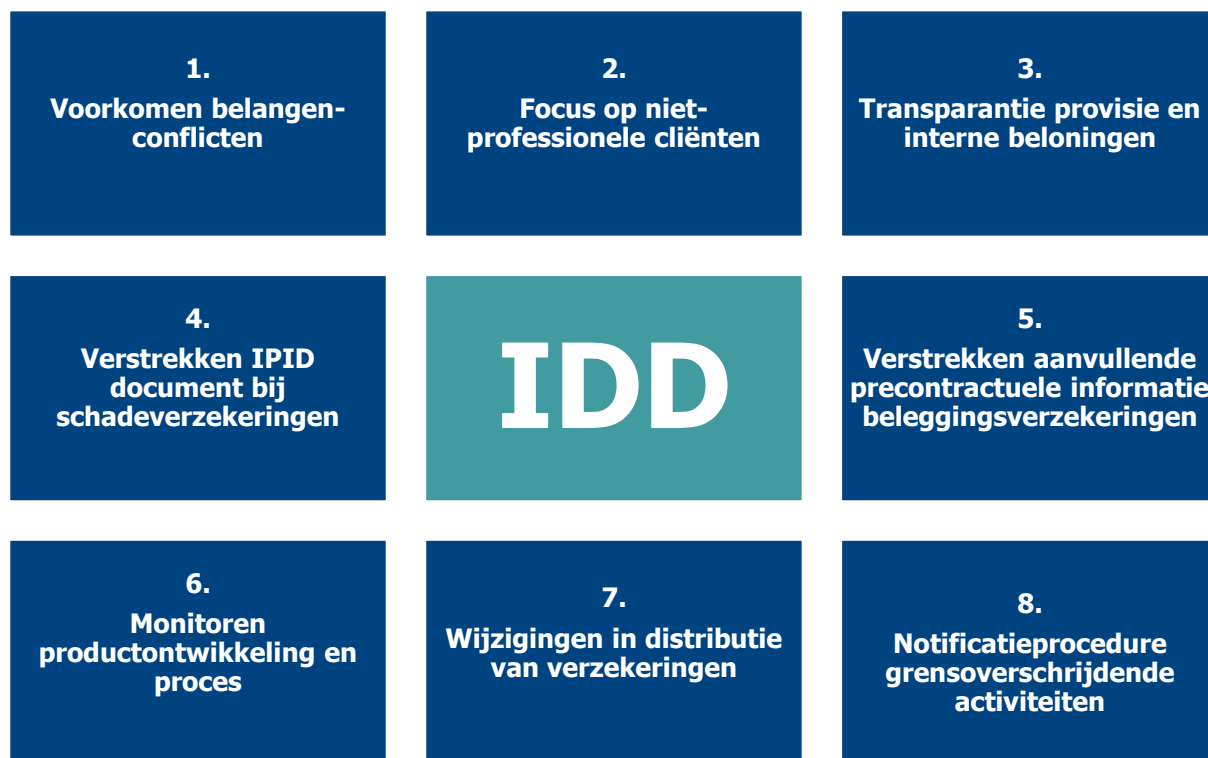 1.
Voorkomen belangen-
conflicten
2.
Focus op niet-
professionele cliënten
3.
Transparantie provisie en
interne beloningen
4.
Verstrekken IPID
document bij
schadeverzekeringen
IDD
5.
Verstrekken aanvullende
precontractuele informatie
beleggingsverzekeringen
6.
Monitoren
productontwikkeling en
proces
7.
Wijzigingen in distributie
van verzekeringen
8.
Notificatieprocedure
grensoverschrijdende
activiteiten